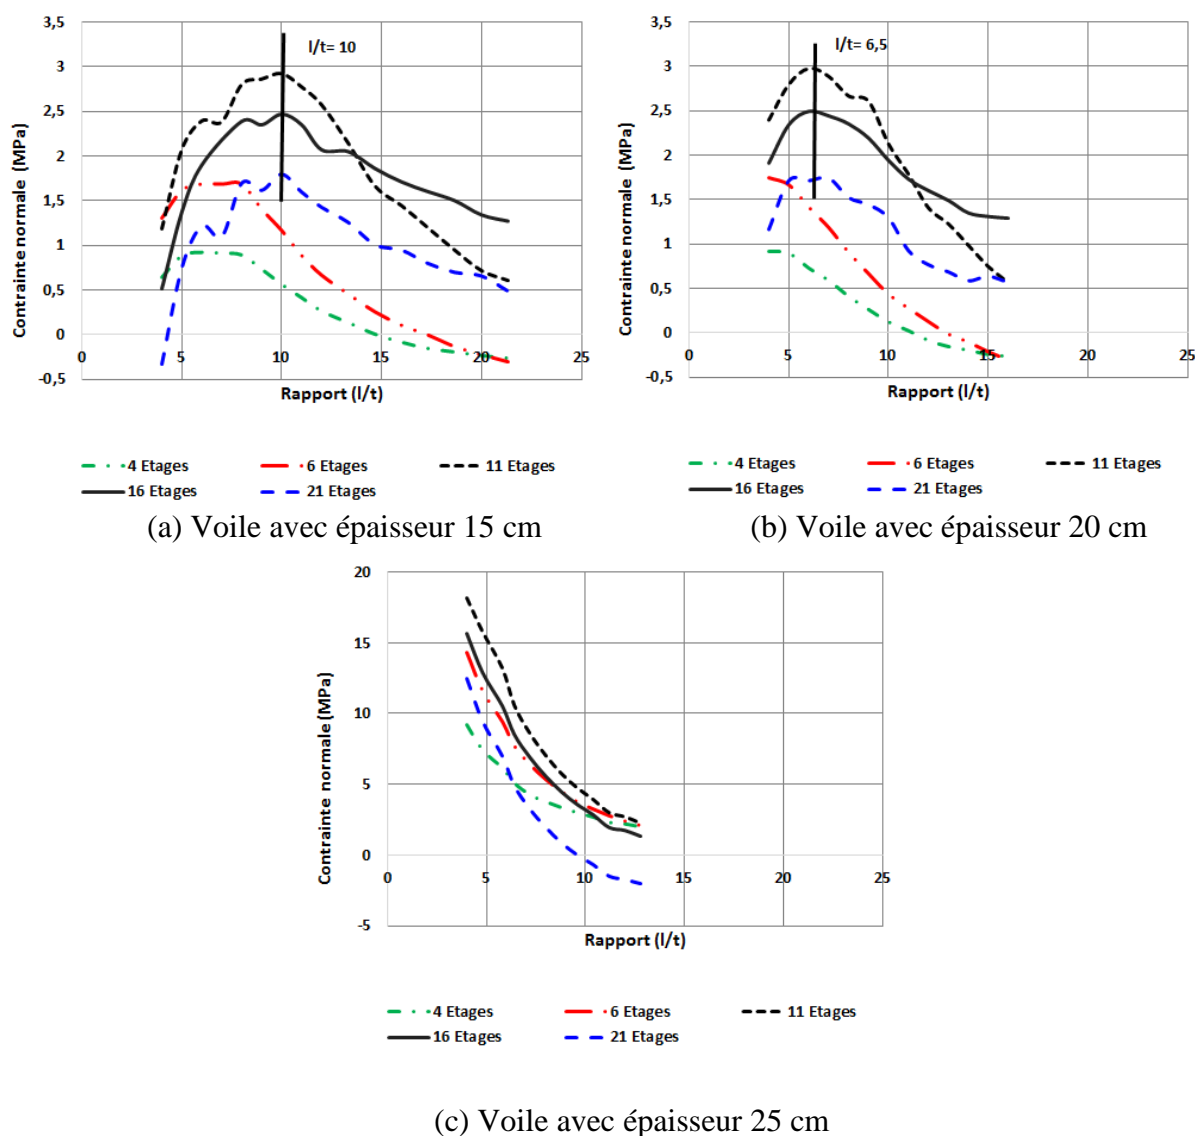 3,5
3
2,5
2
1,5
1
0,5
0
-0,5
Contrainte normale (MPa)
l/t= 10
0
5
10
15
20
25
Rapport (l/t)
4 Etages
6 Etages
11 Etages
16 Etages
21 Etages
(a) Voile avec épaisseur 15 cm
3,5
3
2,5
2
1,5
1
0,5
0
-0,5
Contrainte normale (MPa)
l/t= 6,5
0
5
10
15
20
25
Rapport (l/t)
4 Etages
6 Etages
11 Etages
16 Etages
21 Etages
(b) Voile avec épaisseur 20 cm
20
15
10
5
0
-5
Contrainte normale (MPa)
0
5
10
15
20
25
Rapport (l/t)
4 Etages
6 Etages
11 Etages
16 Etages
21 Etages
(c) Voile avec épaisseur 25 cm